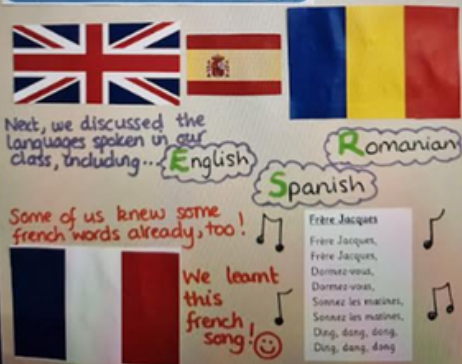 Next, we discussed the
languages spoken in our
class, including... English
Romanian
Spanish
Some of us knew some
french words already, too!
We learnt
this
french
song!
Frère Jacques
Frère Jacques,
Frère Jacques,
Dormez-vous,
Dormez-vous,
Sonnez les matines,
Sonnez les matines,
Ding, dang, dong,
Ding, dang, dong